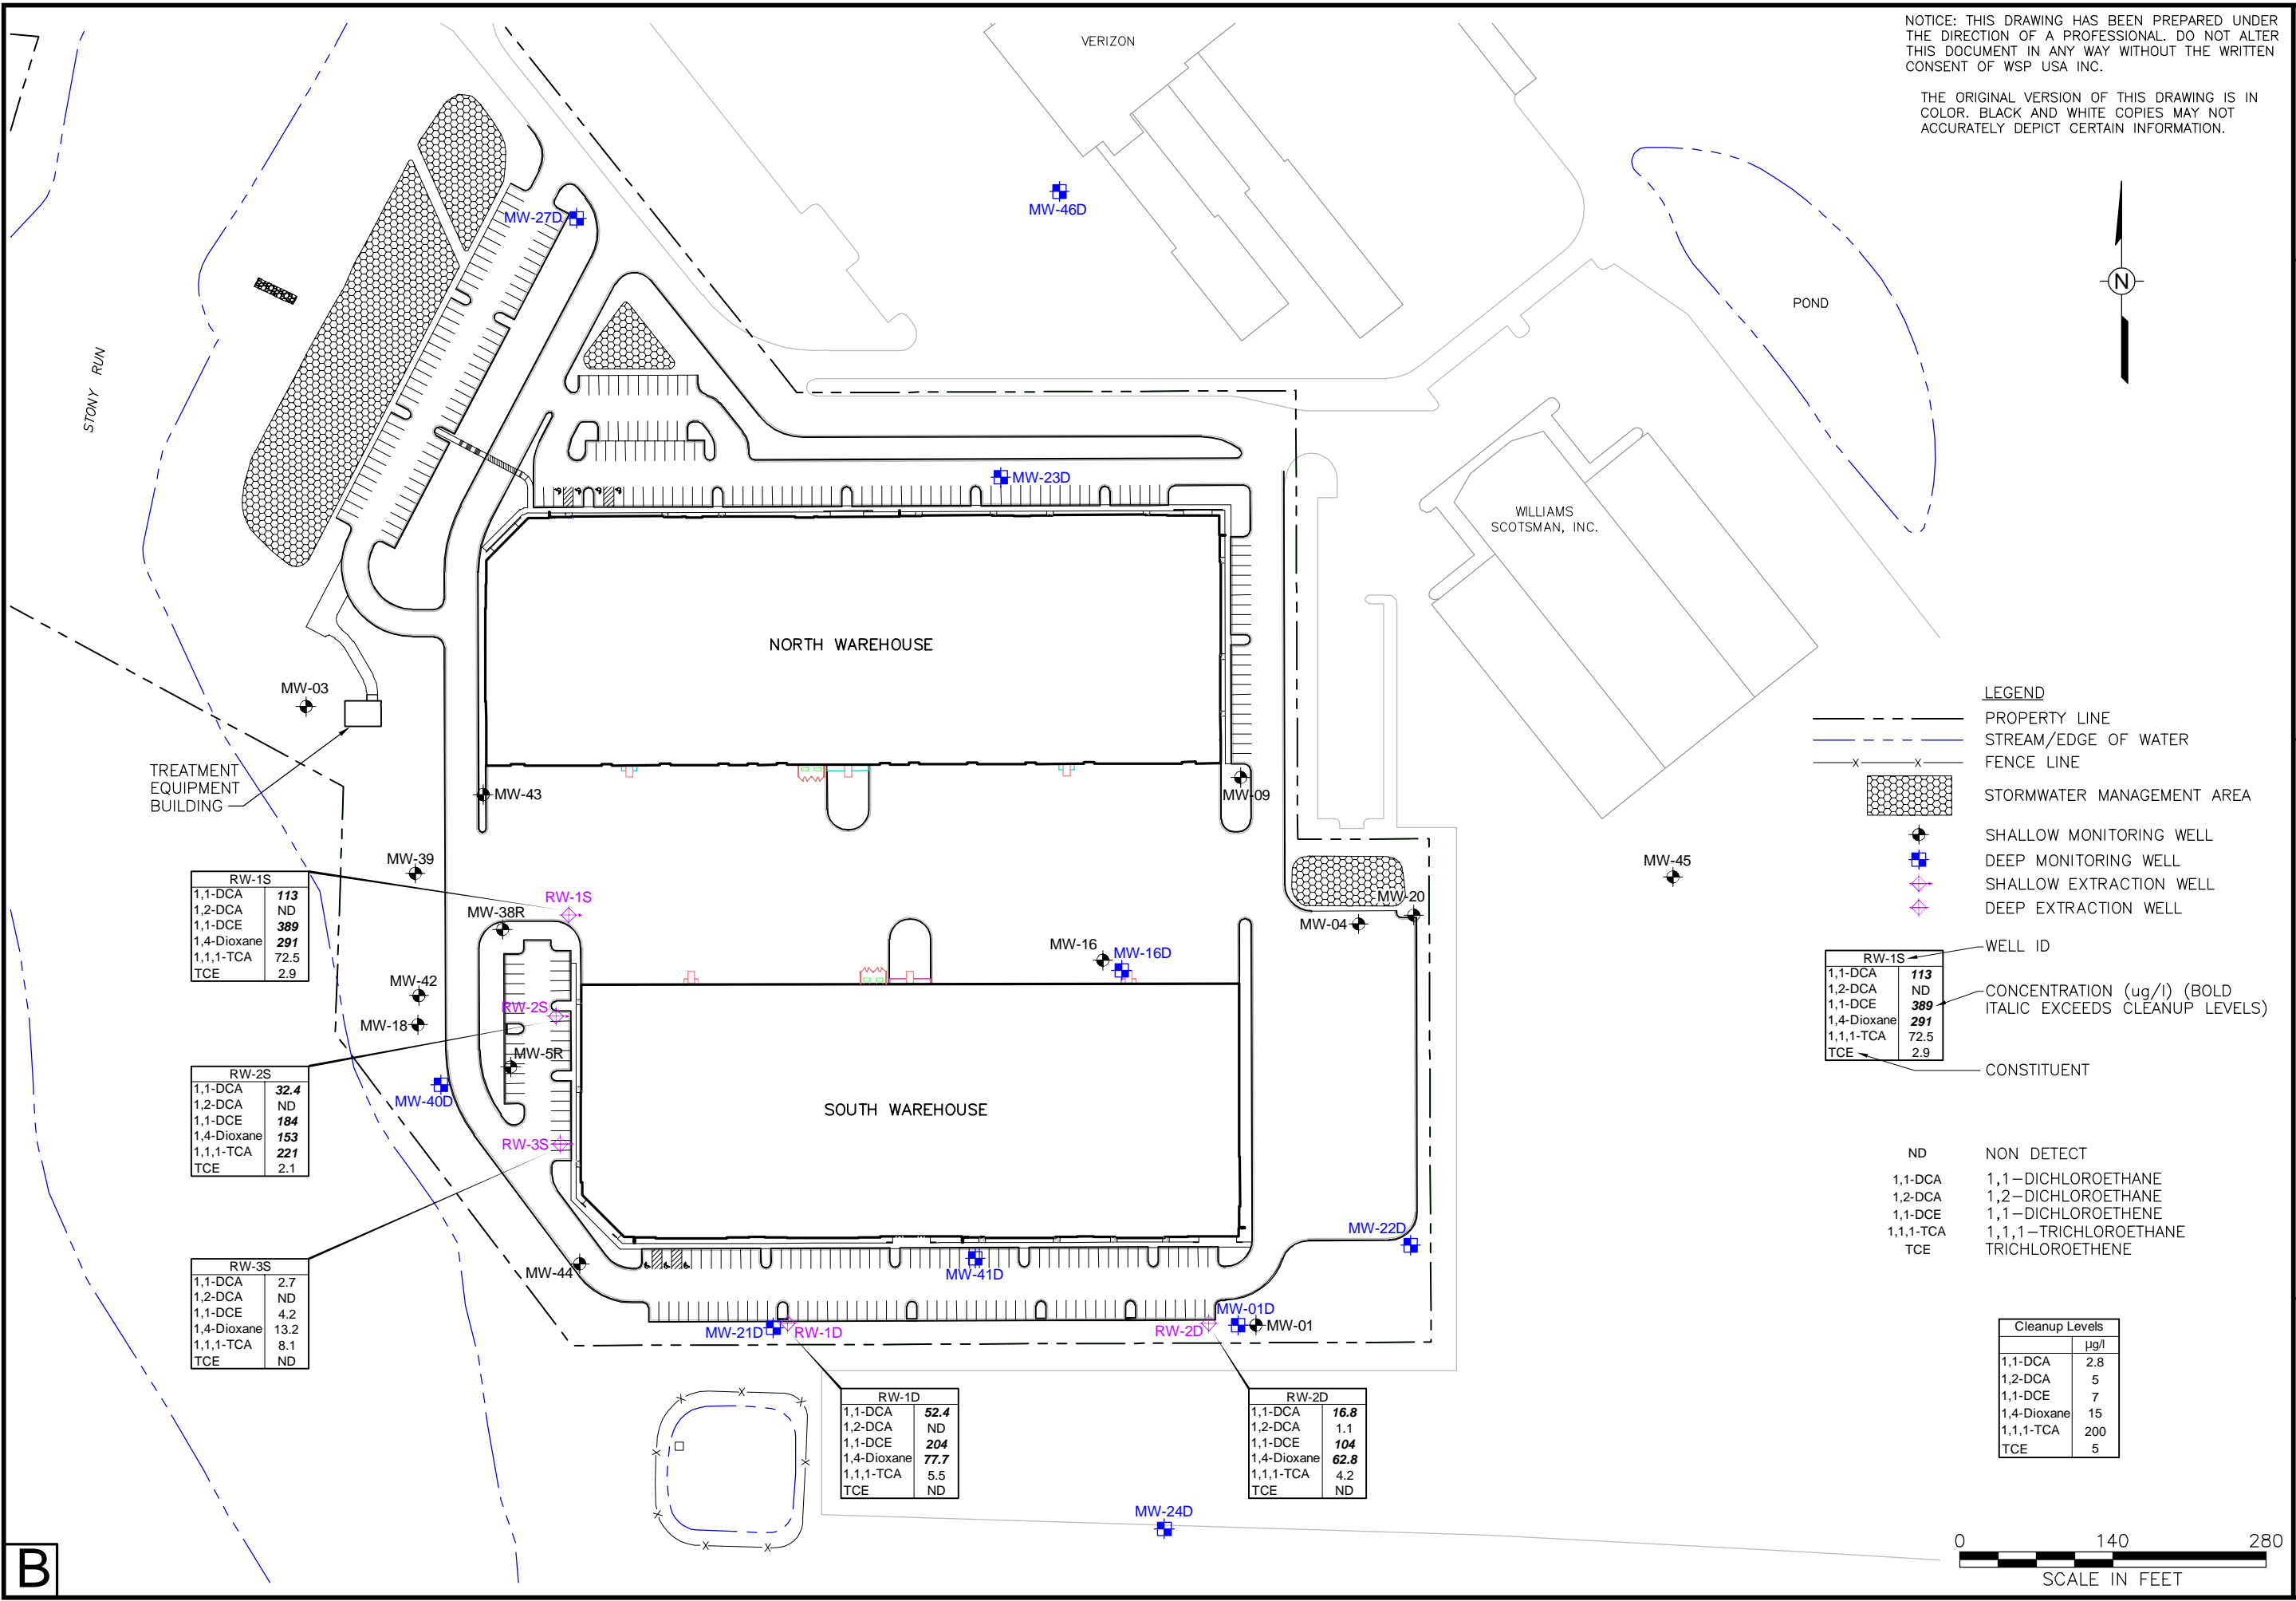 NOTICE: THIS DRAWING HAS BEEN PREPARED UNDER
THE DIRECTION OF A PROFESSIONAL. DO NOT ALTER
THIS DOCUMENT IN ANY WAY WITHOUT THE WRITTEN
CONSENT OF WSP USA INC.
THE ORIGINAL VERSION OF THIS DRAWING IS IN
COLOR. BLACK AND WHITE COPIES MAY NOT
ACCURATELY DEPICT CERTAIN INFORMATION.
VERIZON
MW-46D
MW-27D
N
POND
STONY RUN
MW-23D
WILLIAMS
SCOTSMAN, INC.
NORTH WAREHOUSE
MW-03
TREATMENT
EQUIPMENT
BUILDING
MW-43
MW-09
MW-39
MW-45
RW-1S
MW-38R
MW-20
MW-04
MW-16
MW-16D
MW-42
RW-2S
MW-18
MW-5R
MW-40D
SOUTH WAREHOUSE
RW-3S
MW-22D
MW-44
MW-41D
MW-01D
MW-01
MW-21D
RW-1D
RW-2D
MW-24D
RW-1S
1,1-DCA 113
1,2-DCA ND
1,1-DCE 389
1,4-Dioxane 291
1,1,1-TCA 72.5
TCE 2.9
RW-2S
1,1-DCA 32.4
1,2-DCA ND
1,1-DCE 184
1,4-Dioxane 153
1,1,1-TCA 221
TCE 2.1
RW-3S
1,1-DCA 2.7
1,2-DCA ND
1,1-DCE 4.2
1,4-Dioxane 13.2
1,1,1-TCA 8.1
TCE ND
RW-1D
1,1-DCA 52.4
1,2-DCA ND
1,1-DCE 204
1,4-Dioxane 77.7
1,1,1-TCA 5.5
TCE ND
RW-2D
1,1-DCA 16.8
1,2-DCA 1.1
1,1-DCE 104
1,4-Dioxane 62.8
1,1,1-TCA 4.2
TCE ND
LEGEND
PROPERTY LINE
STREAM/EDGE OF WATER
X X FENCE LINE
STORMWATER MANAGEMENT AREA
SHALLOW MONITORING WELL
DEEP MONITORING WELL
SHALLOW EXTRACTION WELL
DEEP EXTRACTION WELL
WELL ID
RW-1S
1,1-DCA 113
1,2-DCA ND
1,1-DCE 389
1,4-Dioxane 291
1,1,1-TCA 72.5
TCE 2.9
CONCENTRATION (ug/l) (BOLD
ITALIC EXCEEDS CLEANUP LEVELS)
CONSTITUENT
ND NON DETECT
1,1-DCA 1,1-DICHLOROETHANE
1,2-DCA 1,2-DICHLOROETHANE
1,1-DCE 1,1-DICHLOROETHENE
1,1,1-TCA 1,1,1-TRICHLOROETHANE
TCE TRICHLOROETHENE
Cleanup Levels
µg/l
1,1-DCA 2.8
1,2-DCA 5
1,1-DCE 7
1,4-Dioxane 15
1,1,1-TCA 200
TCE 5
0 140 280
SCALE IN FEET
B